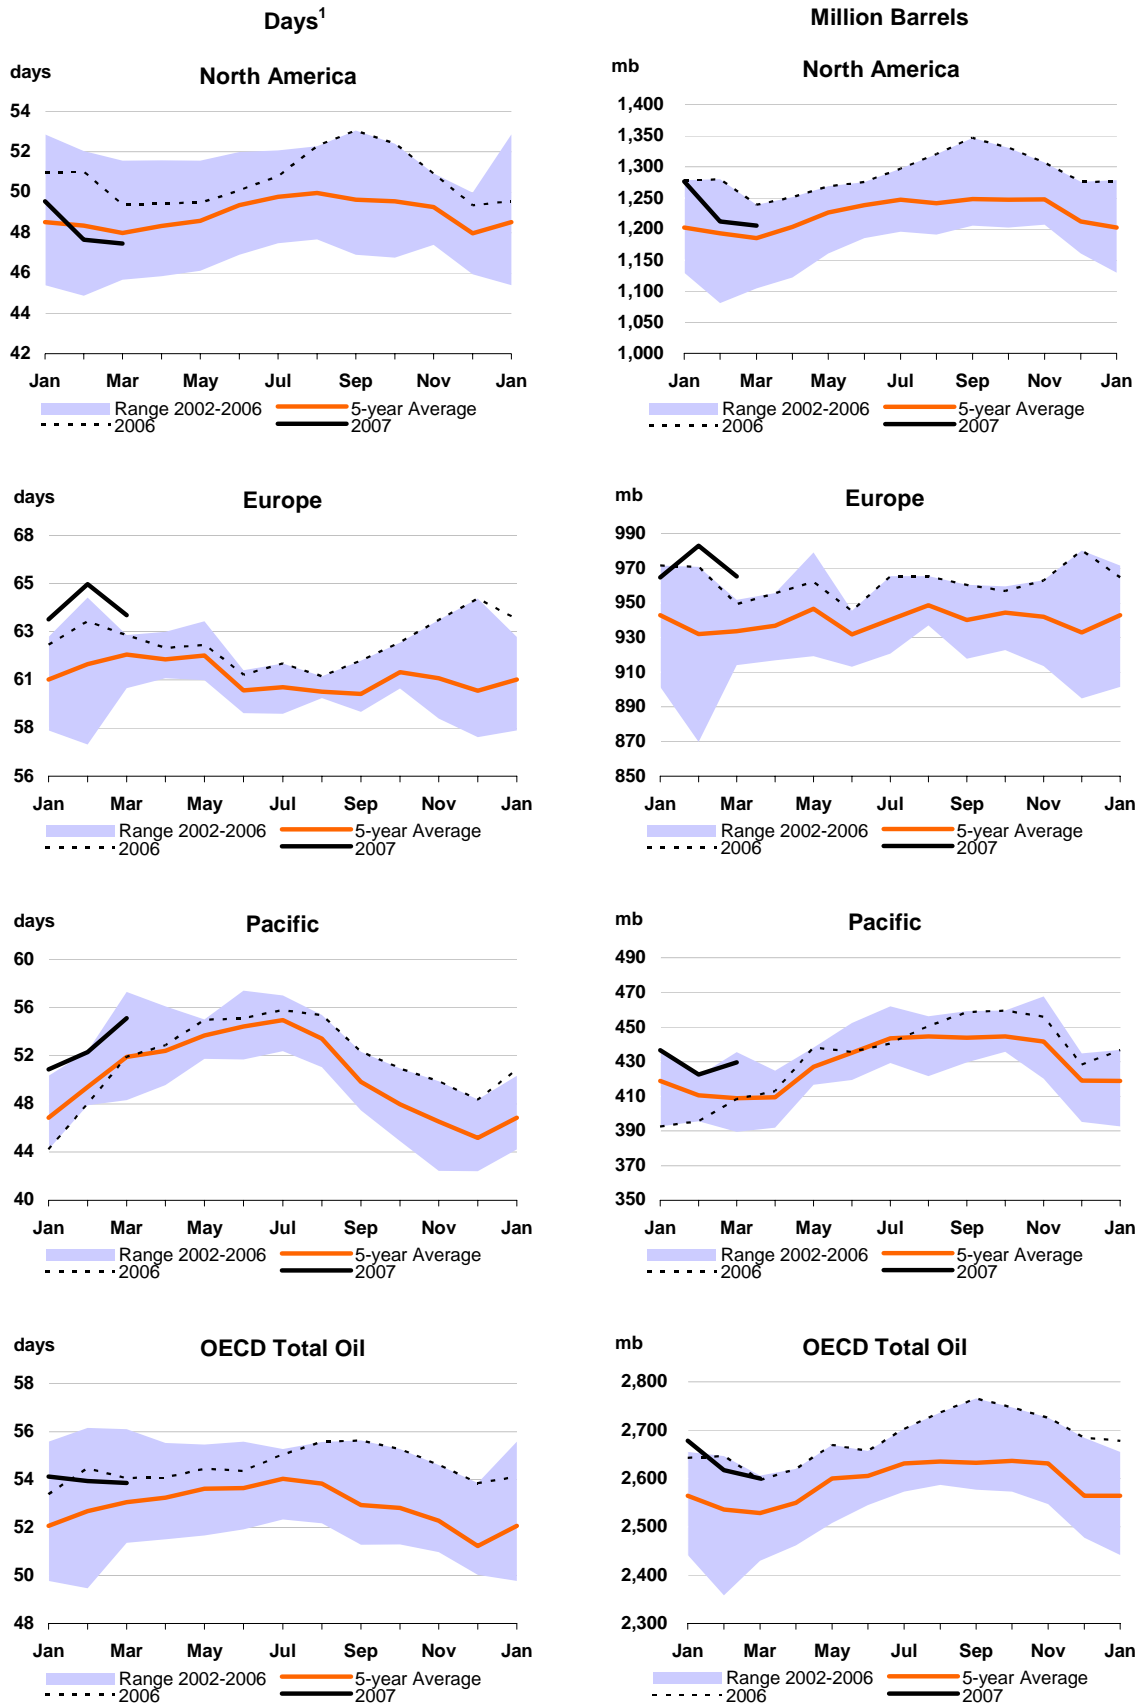 Days¹
Million Barrels
days
North America
54
52
50
48
46
44
42
Jan Mar May Jul Sep Nov Jan
Range 2002-2006 5-year Average
2006 2007
mb
North America
1,400
1,350
1,300
1,250
1,200
1,150
1,100
1,050
1,000
Jan Mar May Jul Sep Nov Jan
Range 2002-2006 5-year Average
2006 2007
days
Europe
68
65
63
61
58
56
Jan Mar May Jul Sep Nov Jan
Range 2002-2006 5-year Average
2006 2007
mb
Europe
990
970
950
930
910
890
870
850
Jan Mar May Jul Sep Nov Jan
Range 2002-2006 5-year Average
2006 2007
days
Pacific
60
56
52
48
44
40
Jan Mar May Jul Sep Nov Jan
Range 2002-2006 5-year Average
2006 2007
mb
Pacific
490
470
450
430
410
390
370
350
Jan Mar May Jul Sep Nov Jan
Range 2002-2006 5-year Average
2006 2007
days
OECD Total Oil
58
56
54
52
50
48
Jan Mar May Jul Sep Nov Jan
Range 2002-2006 5-year Average
2006 2007
mb
OECD Total Oil
2,800
2,700
2,600
2,500
2,400
2,300
Jan Mar May Jul Sep Nov Jan
Range 2002-2006 5-year Average
2006 2007